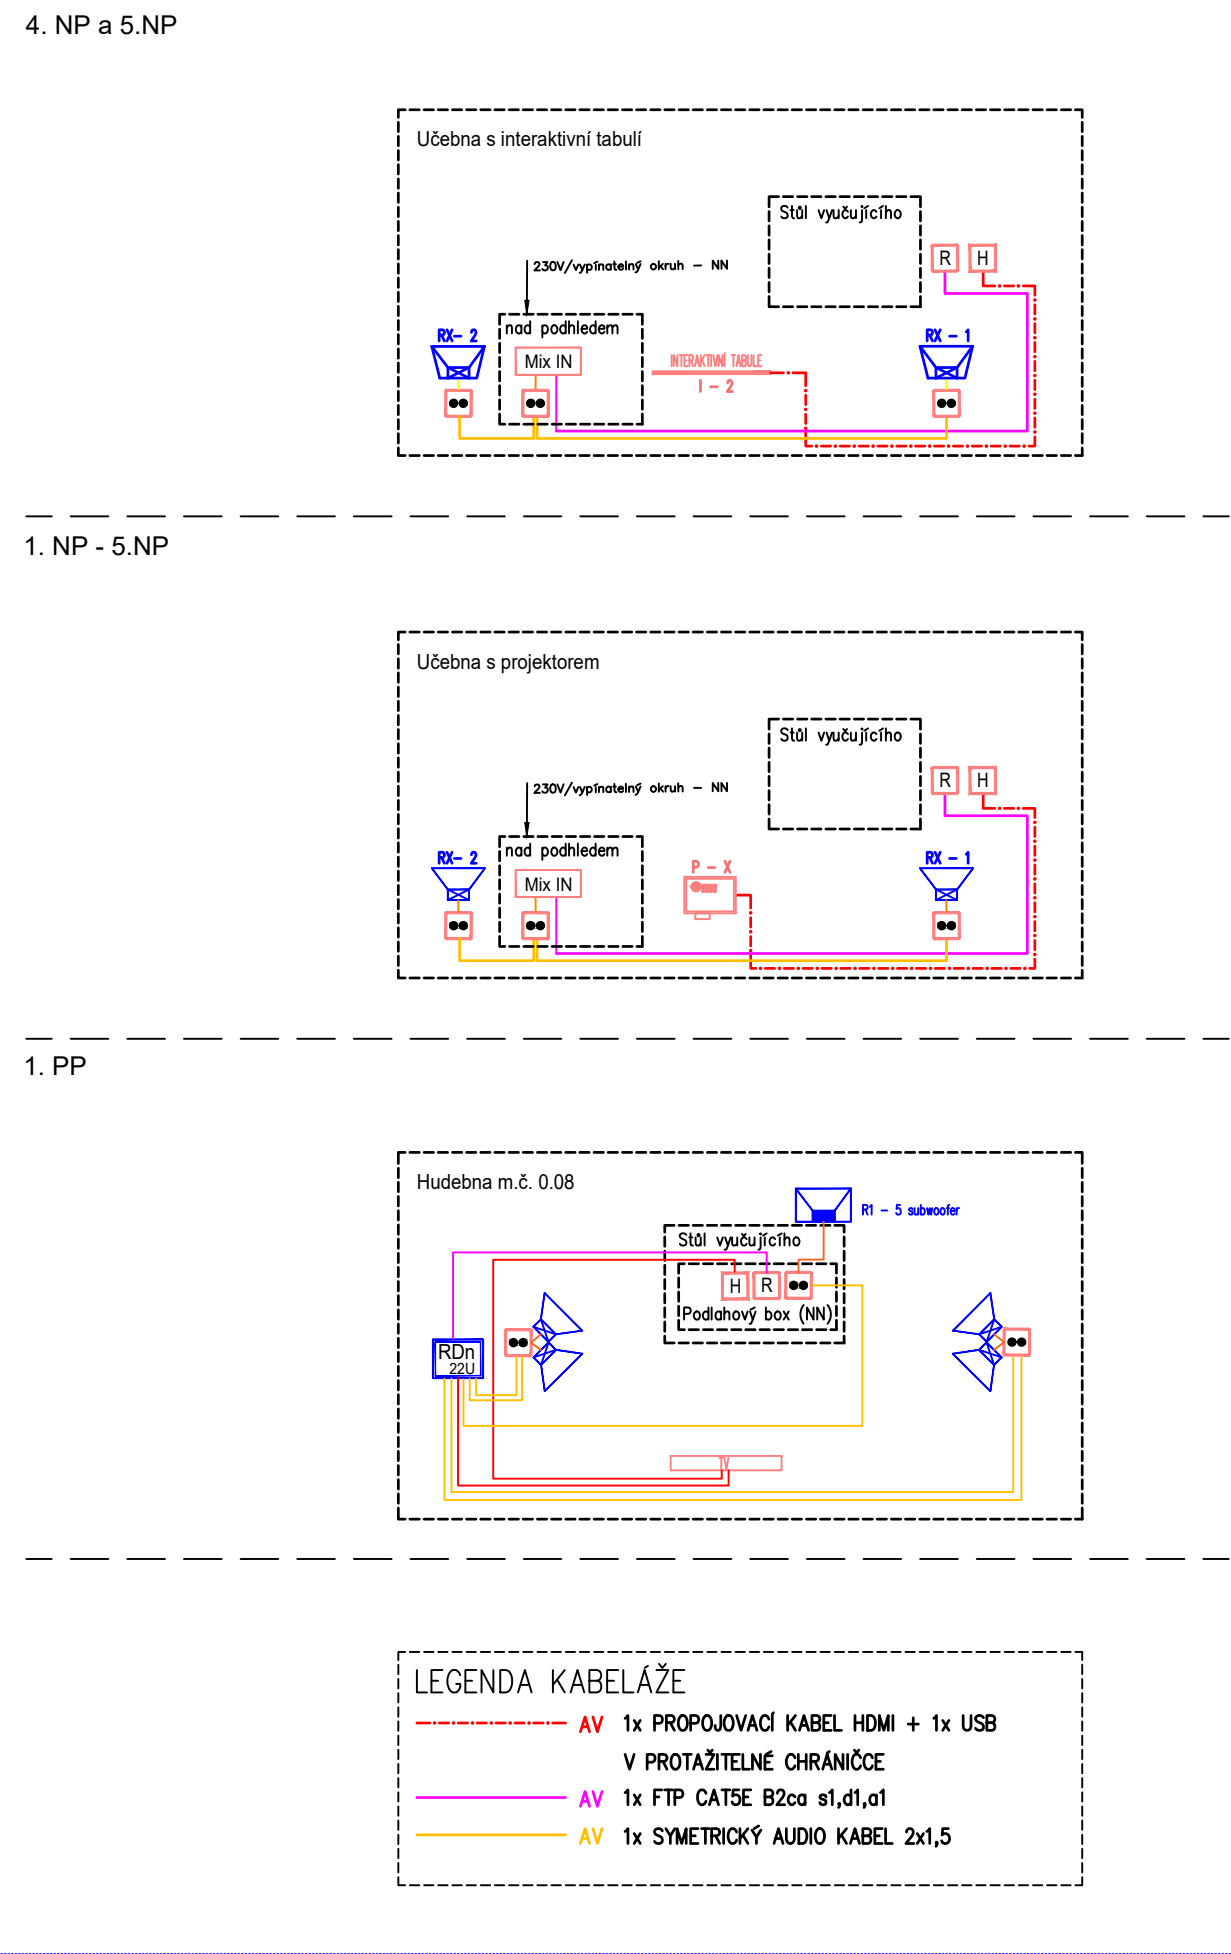 4. NP a 5.NP
Učebna s interaktivní tabulí
Stůl vyučujícího
R H
230V/vypínatelný okruh – NN
nad podhledem
RX– 2
RX – 1
Mix IN
INTERAKTIVNÍ TABULE
I – 2
1. NP - 5.NP
Učebna s projektorem
Stůl vyučujícího
R H
230V/vypínatelný okruh – NN
nad podhledem
RX– 2
P – X
RX – 1
Mix IN
1. PP
Hudebna m.č. 0.08
R1 – 5 subwoofer
Stůl vyučujícího
H R
Podlahový box (NN)
RDn
22U
TV
LEGENDA KABELÁŽE
AV 1x PROPOJOVACÍ KABEL HDMI + 1x USB
V PROTAŽITELNÉ CHRÁNIČCE
AV 1x FTP CAT5E B2ca s1,d1,a1
AV 1x SYMETRICKÝ AUDIO KABEL 2x1,5